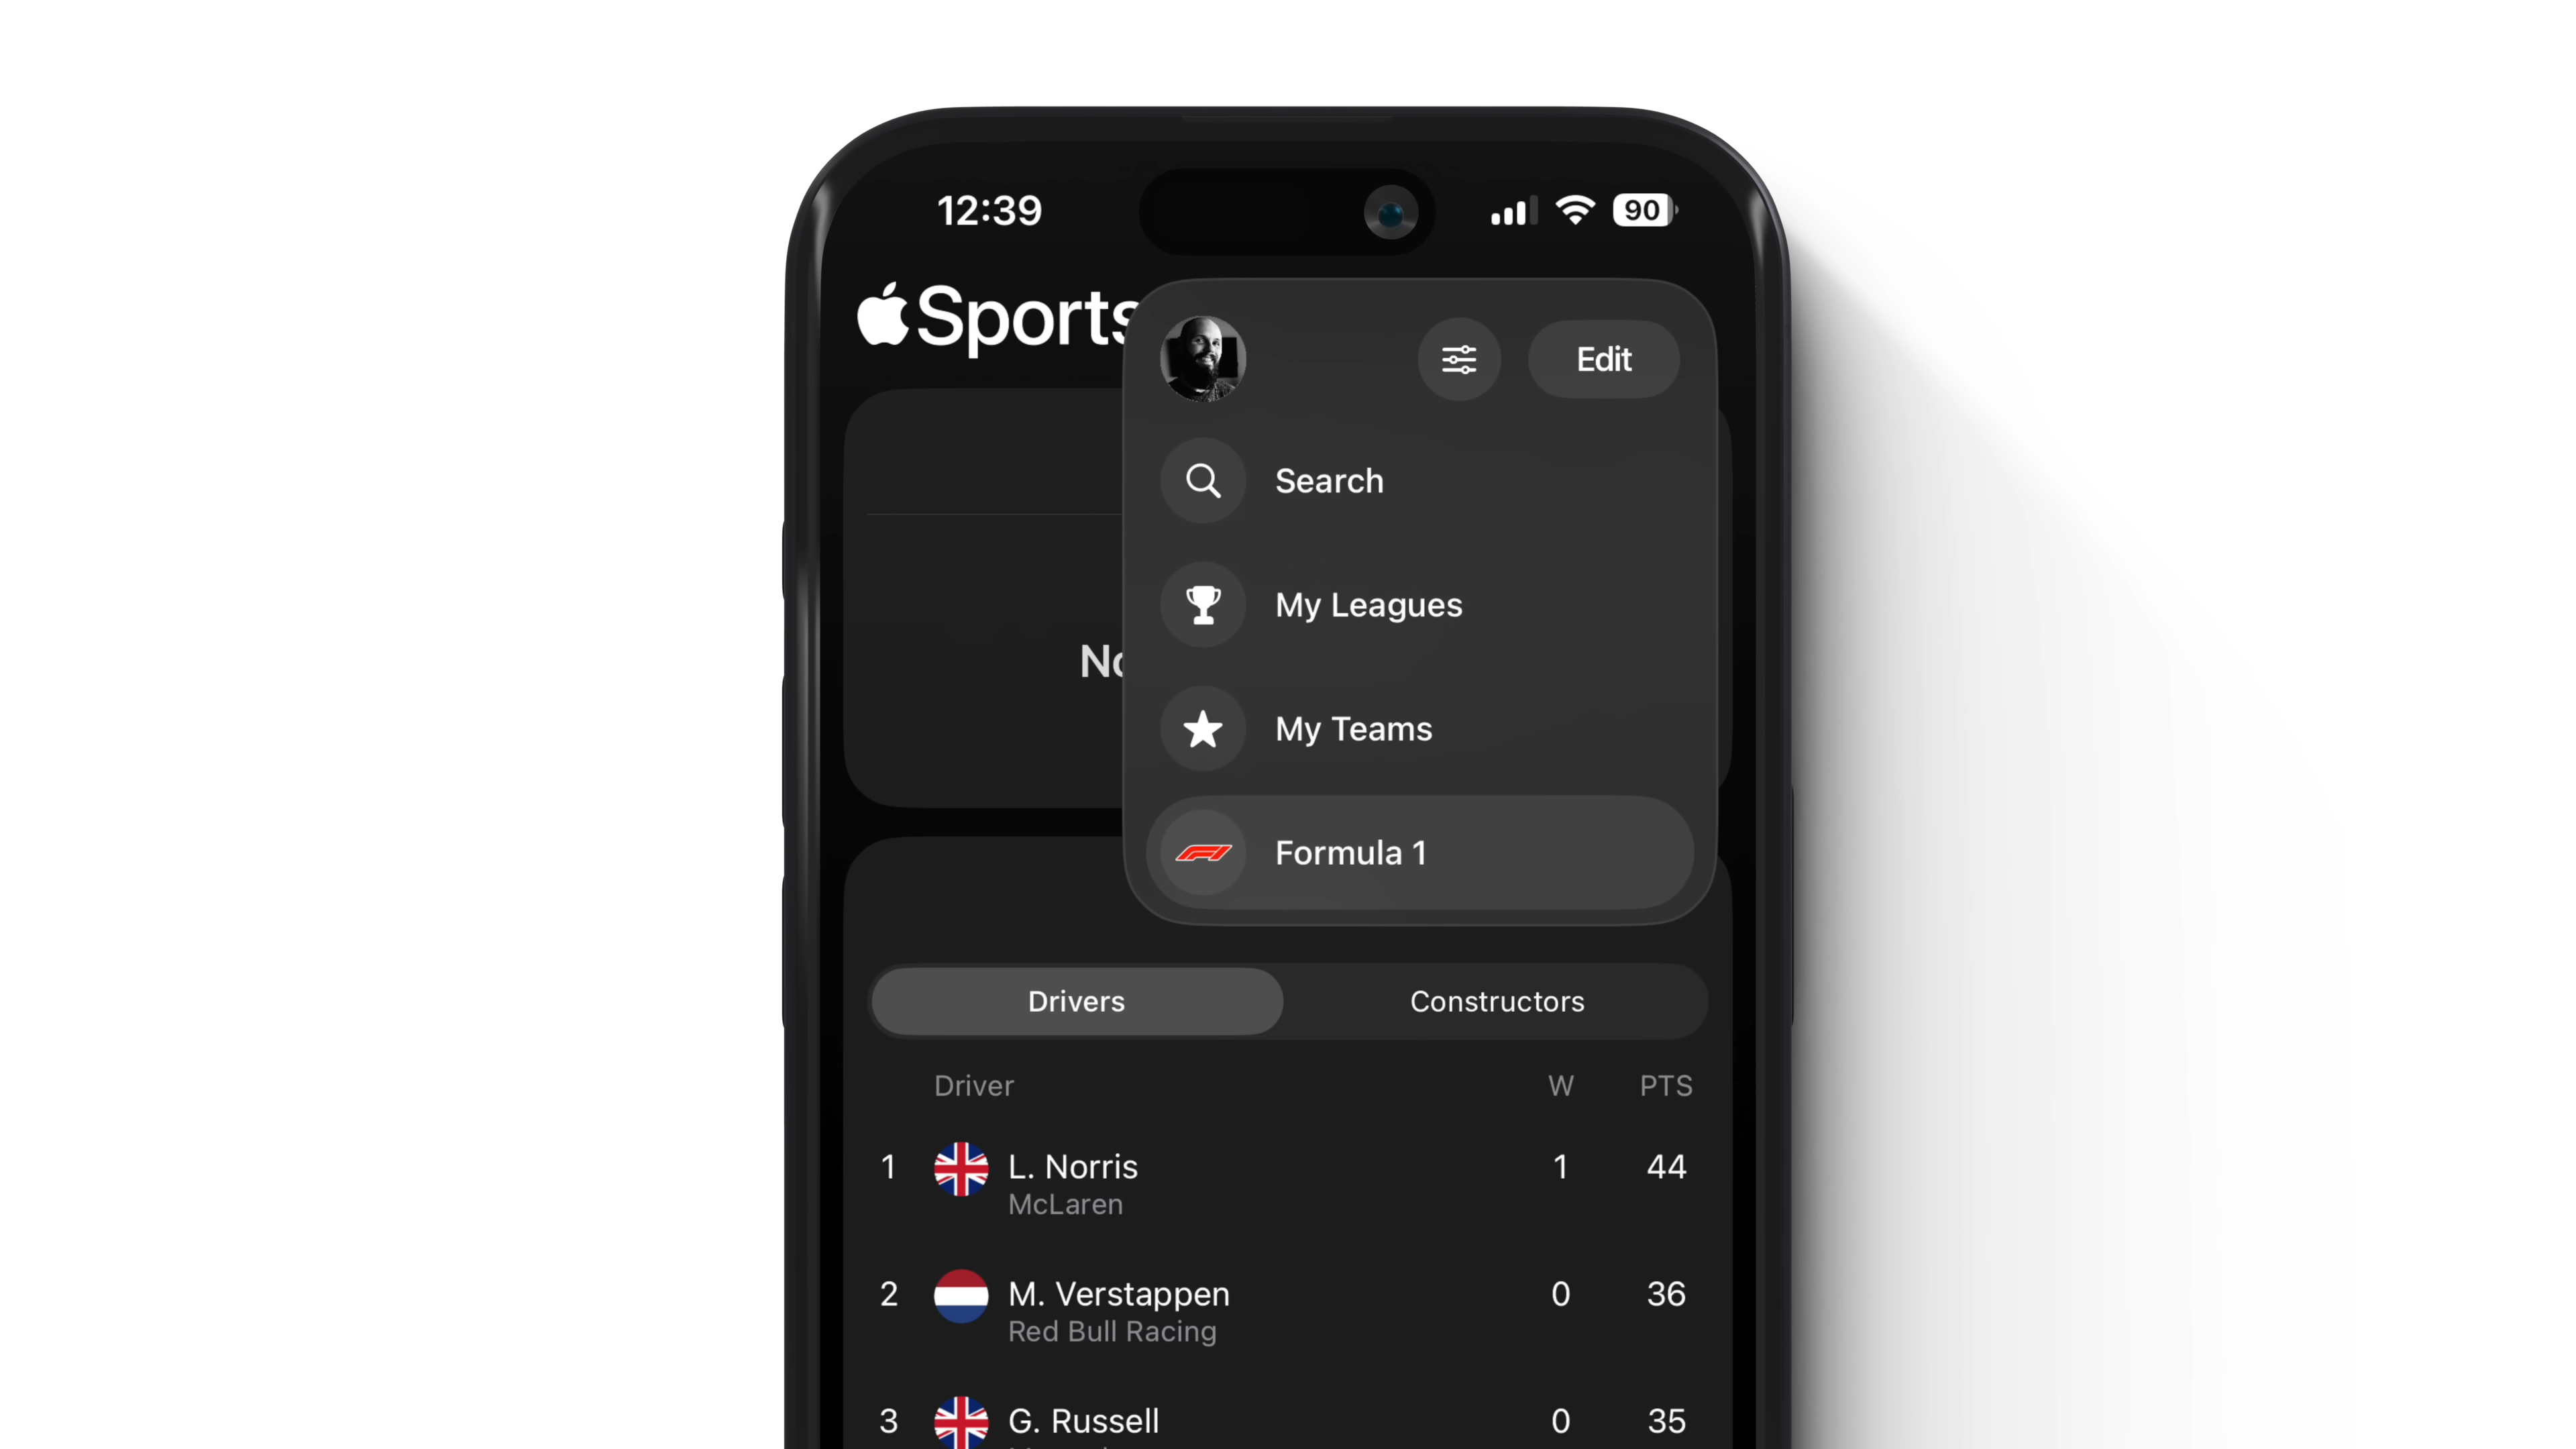 12:39
90
Sports
Edit
Search
My Leagues
My Teams
Formula 1
Drivers
Constructors
Driver W PTS
1 L. Norris 1 44
McLaren
2 M. Verstappen 0 36
Red Bull Racing
3 G. Russell 0 35